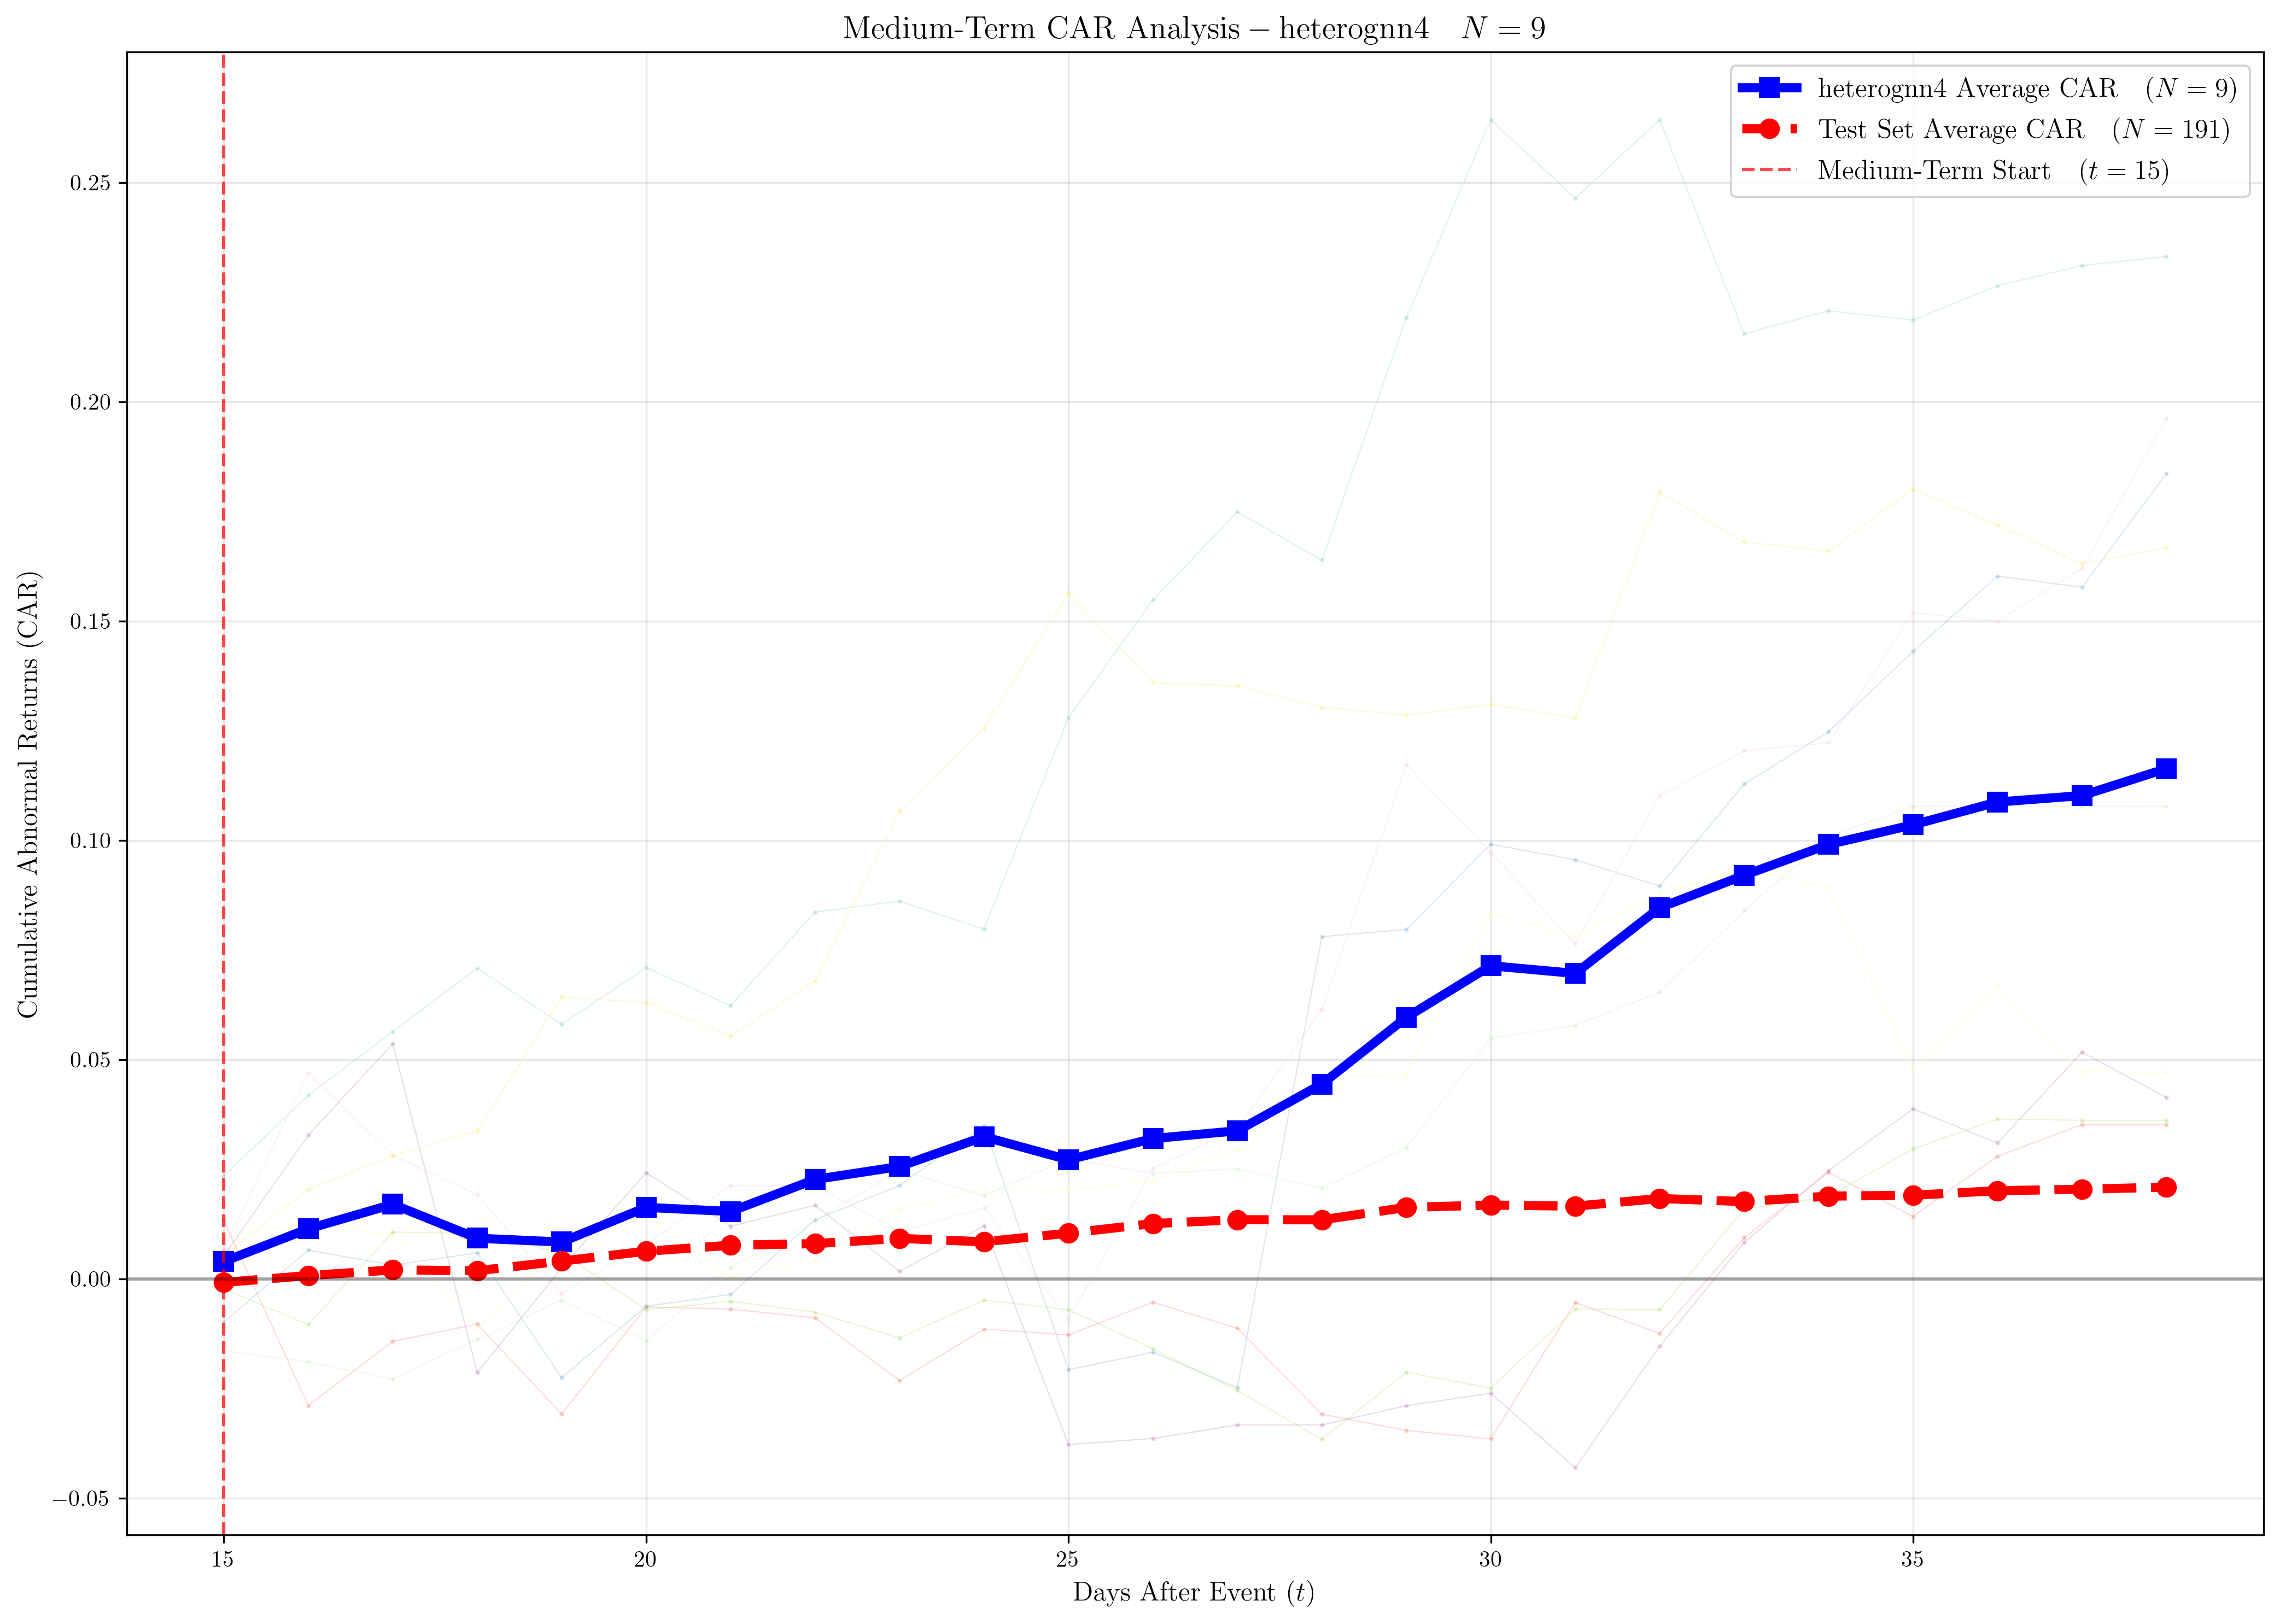 Medium-Term CAR Analysis – heterognn4 N = 9
heterognn4 Average CAR (N = 9)
Test Set Average CAR (N = 191)
Medium-Term Start (t = 15)
Cumulative Abnormal Returns (CAR)
0.25
0.20
0.15
0.10
0.05
0.00
−0.05
15 20 25 30 35
Days After Event (t)